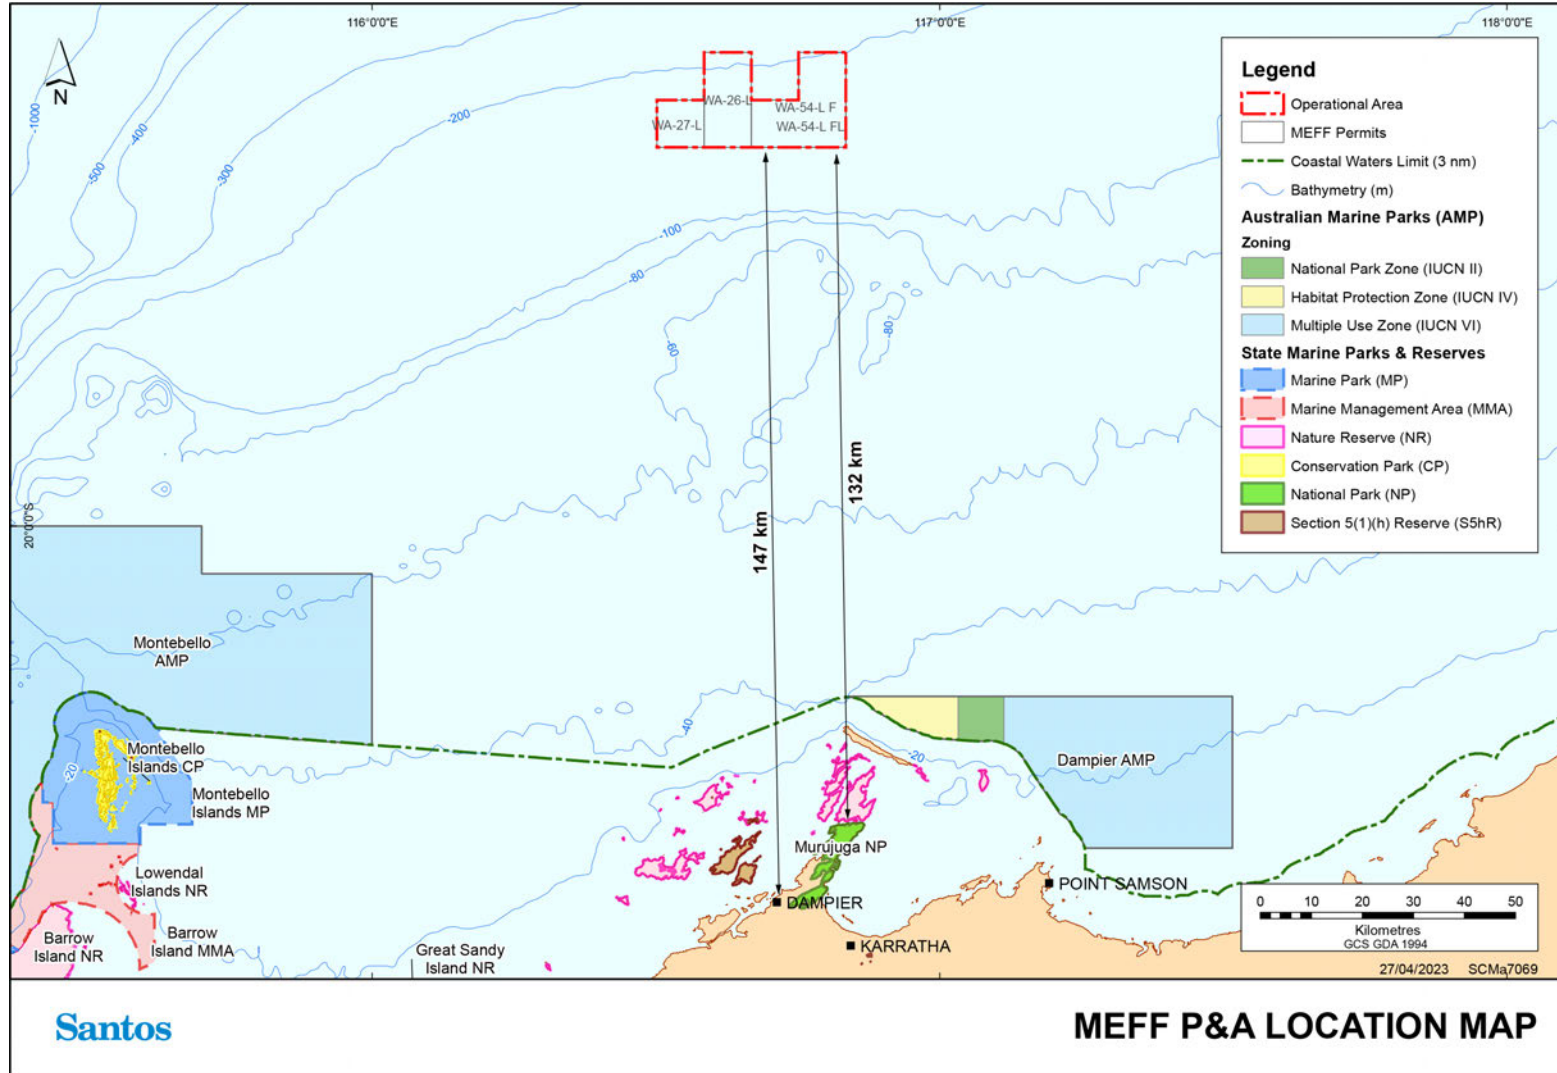 116°0'0"E
117°0'0"E
118°0'0"E
N
-1000
-500
-400
-300
-200
WA-26-L
WA-27-L
WA-54-L F
WA-54-L FL
Legend
Operational Area
MEFF Permits
Coastal Waters Limit (3 nm)
Bathymetry (m)
Australian Marine Parks (AMP)
Zoning
National Park Zone (IUCN II)
Habitat Protection Zone (IUCN IV)
Multiple Use Zone (IUCN VI)
State Marine Parks & Reserves
Marine Park (MP)
Marine Management Area (MMA)
Nature Reserve (NR)
Conservation Park (CP)
National Park (NP)
Section 5(1)(h) Reserve (S5hR)
-100
-80
-60
-80
147 km
132 km
20°0'0"S
Montebello
AMP
-40
-20
-20
Montebello
Islands CP
Montebello
Islands MP
Dampier AMP
Murujuga NP
Lowendal
Islands NR
Barrow
Island NR
Barrow
Island MMA
Great Sandy
Island NR
DAMPIER
POINT SAMSON
KARRATHA
0 10 20 30 40 50
Kilometres
GCS GDA 1994
27/04/2023 SCMa7069
Santos
MEFF P&A LOCATION MAP